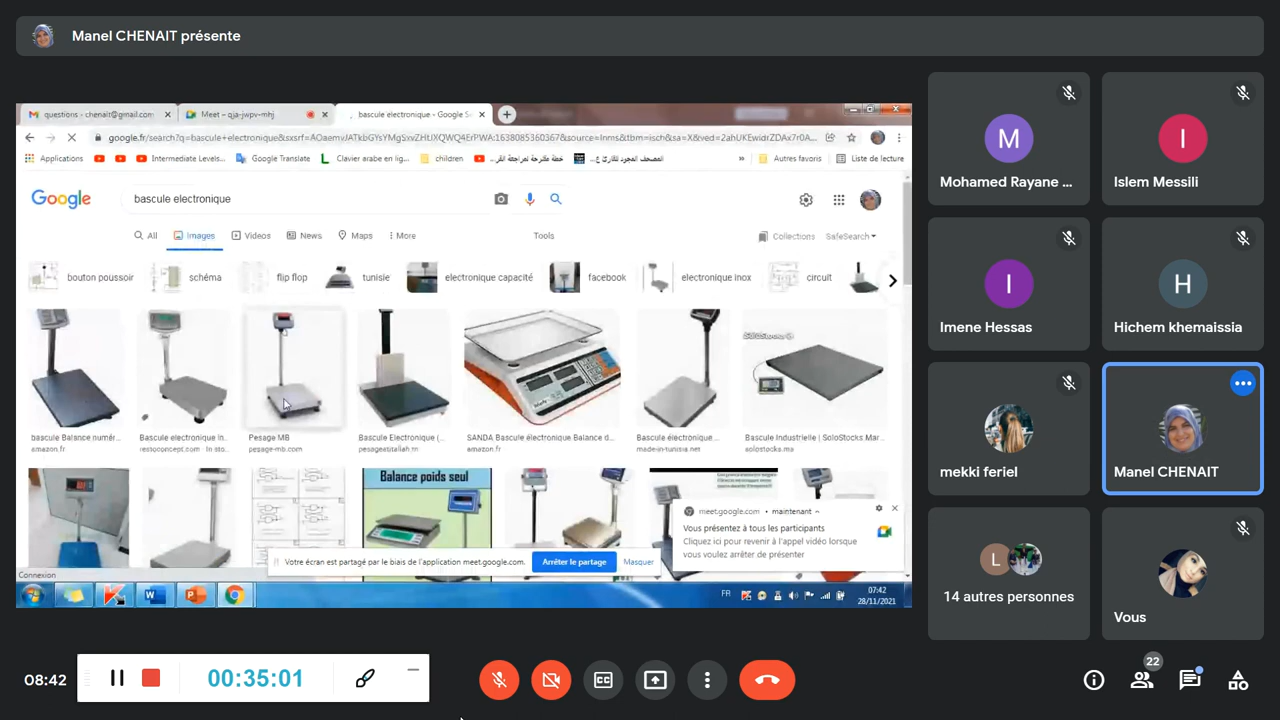 Manel CHENAIT présente
questions - chenait@gmail.com
Meet – qja-jwpv-mhj
bascule electronique - Google Se
google.fr/search?q=bascule+electronique&sxsrf=
Applications
Intermediate Levels...
Google Translate
Clavier arabe en lig...
children
Autres favoris
Liste de lecture
Google
bascule electronique
All
Images
Videos
News
Maps
More
Tools
Collections
SafeSearch
bouton poussoir
schéma
flip flop
tunisie
electronique capacité
facebook
electronique inox
circuit
bascule Balance numér...
Bascule electronique In...
Pesage MB
Bascule Electronique (...
SANDA Bascule électronique Balance d...
Bascule électronique...
Bascule Industrielle | SoloStocks Mar...
amazon.fr
restoconcept.com · In sto...
pesage-mb.com
amazon.fr
made-in-tunisia.net
solostocks.ma
SoloStocks
Balance poids seul
meet.google.com • maintenant
Vous présentez à tous les participants
Cliquez ici pour revenir à l'appel vidéo lorsque
vous voulez arrêter de présenter
Votre écran est partagé par le biais de l'application meet.google.com.
Arrêter le partage
Masquer
Connexion
FR
07:42
28/11/2021
M
Mohamed Rayane ...
I
Islem Messili
I
Imene Hessas
H
Hichem khemaissia
mekki feriel
Manel CHENAIT
L
14 autres personnes
Vous
08:42
00:35:01
22